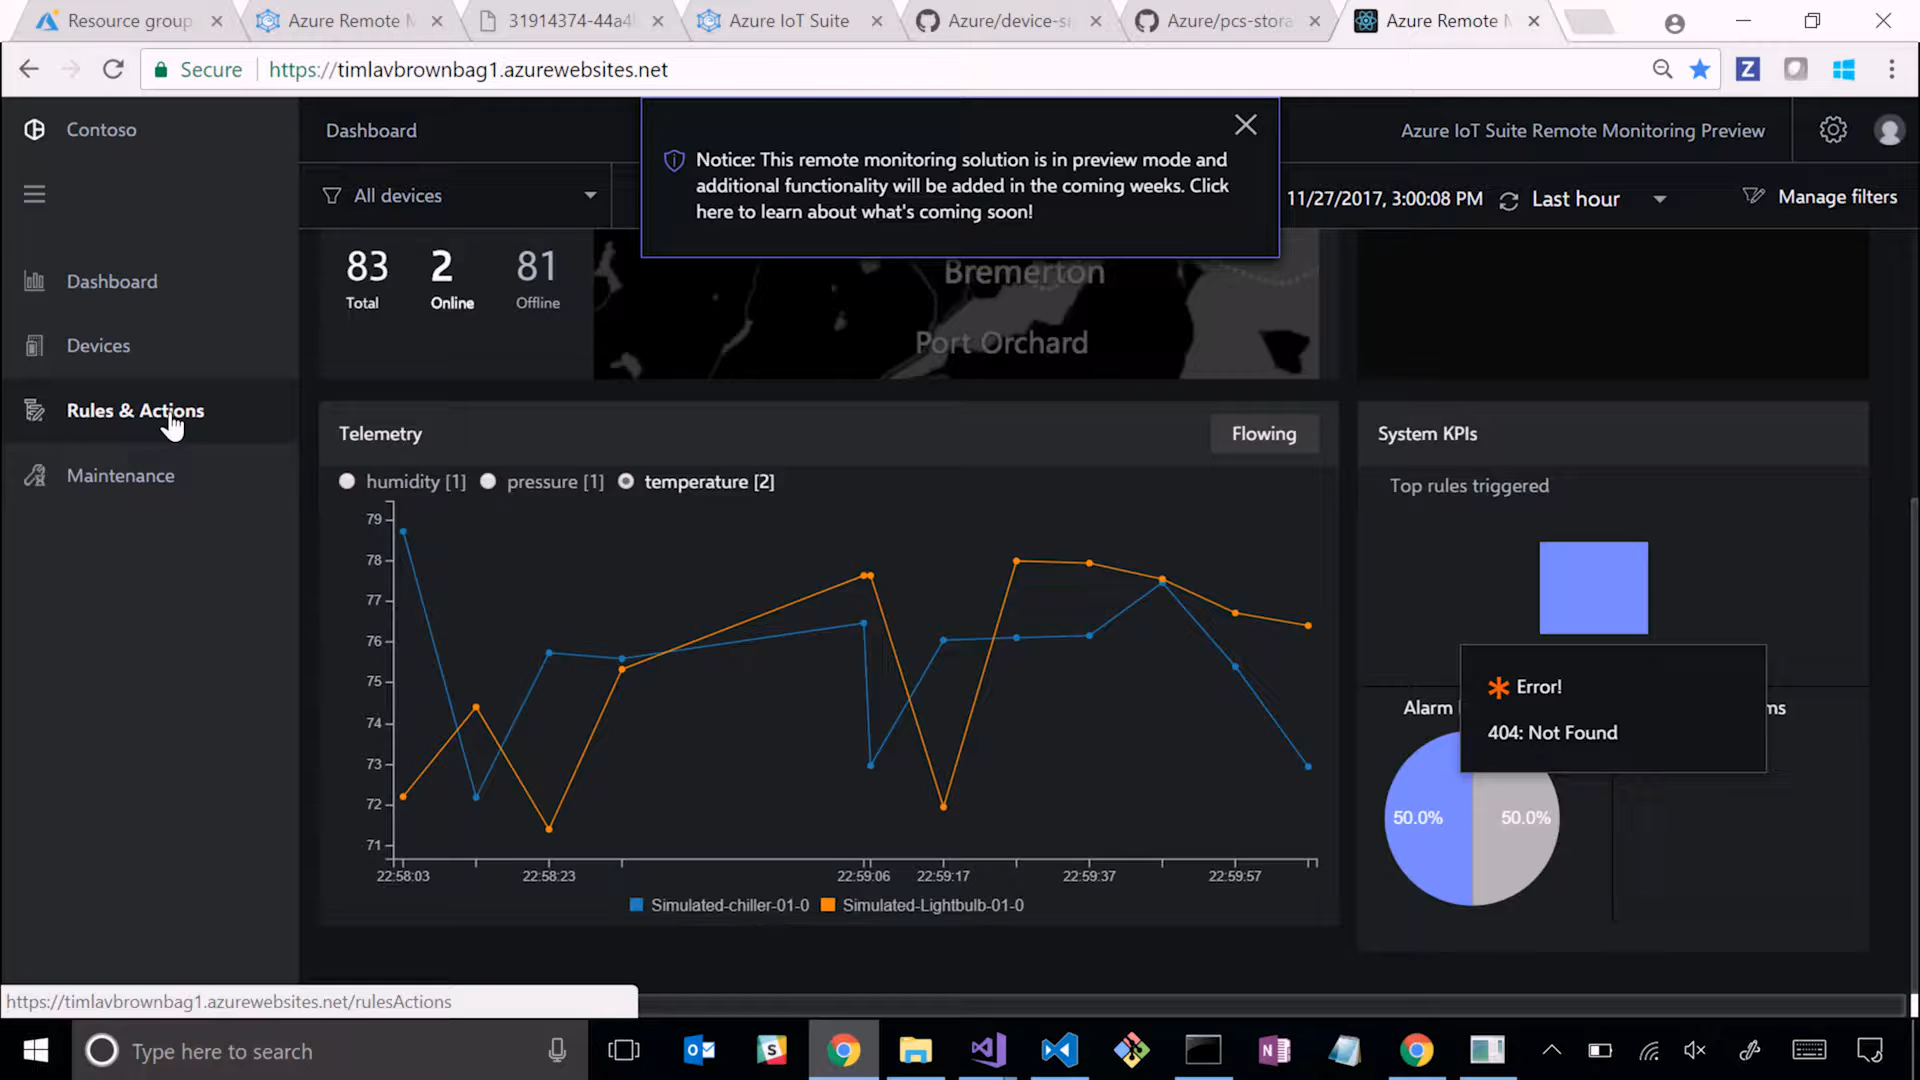 Resource group
Azure Remote M
31914374-44a4
Azure IoT Suite
Azure/device-s
Azure/pcs-stora
Azure Remote M
Secure
https://timlavbrownbag1.azurewebsites.net
Z
Contoso
Dashboard
Azure IoT Suite Remote Monitoring Preview
Notice: This remote monitoring solution is in preview mode and
additional functionality will be added in the coming weeks. Click
here to learn about what's coming soon!
All devices
11/27/2017, 3:00:08 PM
Last hour
Manage filters
83
2
81
Total
Online
Offline
Bremerton
Port Orchard
Dashboard
Devices
Rules & Actions
Maintenance
Telemetry
Flowing
humidity [1]
pressure [1]
temperature [2]
79
78
77
76
75
74
73
72
71
22:58:03
22:58:23
22:59:06
22:59:17
22:59:37
22:59:57
Simulated-chiller-01-0
Simulated-Lightbulb-01-0
System KPIs
Top rules triggered
Error!
404: Not Found
Alarm
ms
50.0%
50.0%
https://timlavbrownbag1.azurewebsites.net/rulesActions
Type here to search